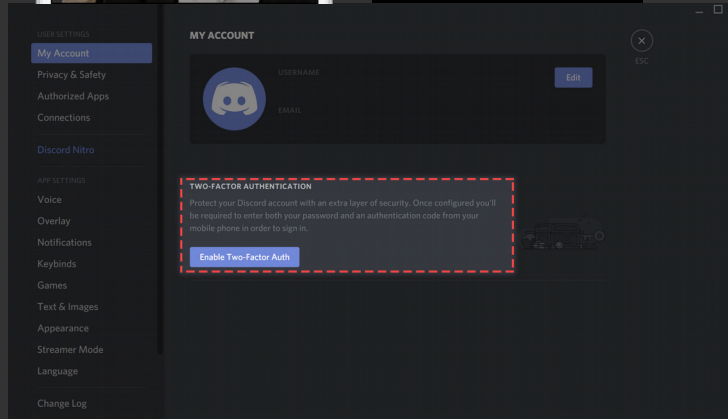 USER SETTINGS
My Account
Privacy & Safety
Authorized Apps
Connections
Discord Nitro
APP SETTINGS
Voice
Overlay
Notifications
Keybinds
Games
Text & Images
Appearance
Streamer Mode
Language
Change Log
MY ACCOUNT
USERNAME
EMAIL
Edit
ESC
TWO-FACTOR AUTHENTICATION
Protect your Discord account with an extra layer of security. Once configured you'll
be required to enter both your password and an authentication code from your
mobile phone in order to sign in.
Enable Two-Factor Auth